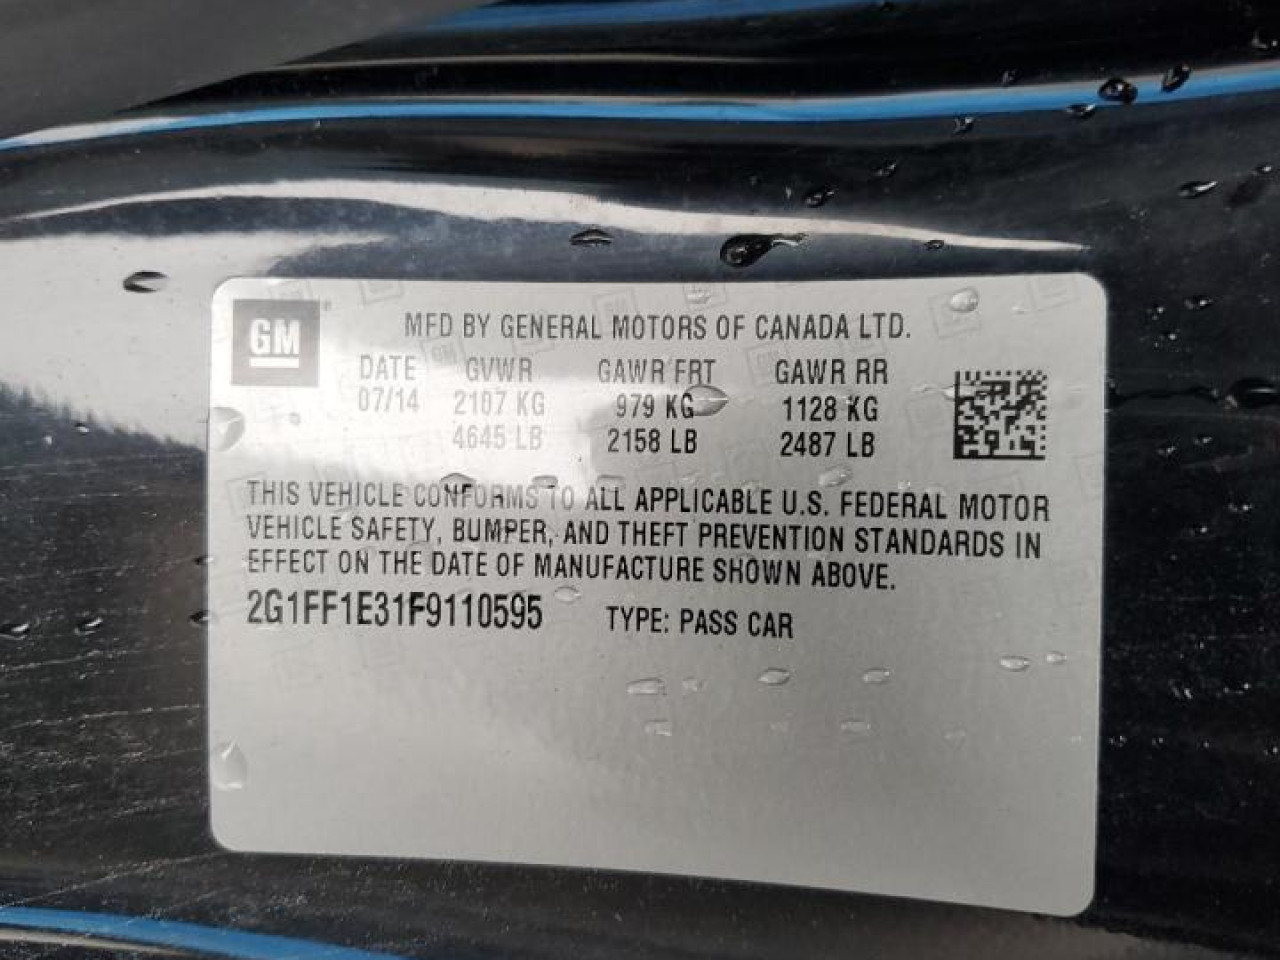 GM ®
MFD BY GENERAL MOTORS OF CANADA LTD.
DATE GVWR GAWR FRT GAWR RR
07/14 2107 KG 979 KG 1128 KG
4645 LB 2158 LB 2487 LB
THIS VEHICLE CONFORMS TO ALL APPLICABLE U.S. FEDERAL MOTOR
VEHICLE SAFETY, BUMPER, AND THEFT PREVENTION STANDARDS IN
EFFECT ON THE DATE OF MANUFACTURE SHOWN ABOVE.
2G1FF1E31F9110595 TYPE: PASS CAR